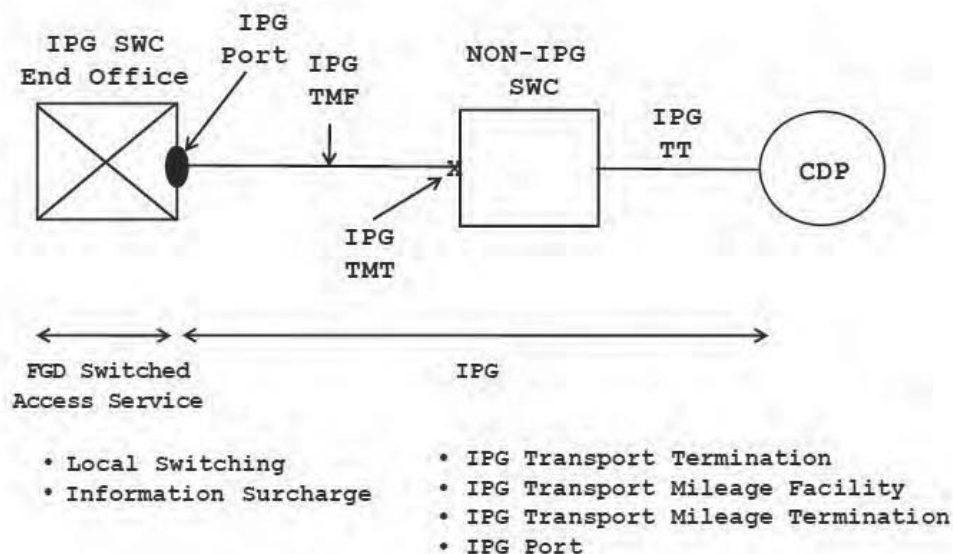 IPG SWC
End Office
IPG
Port
IPG
TMF
NON-IPG
SWC
IPG
TT
CDP
X
IPG
TMT
FGD Switched
Access Service
IPG
• Local Switching
• Information Surcharge
• IPG Transport Termination
• IPG Transport Mileage Facility
• IPG Transport Mileage Termination
• IPG Port